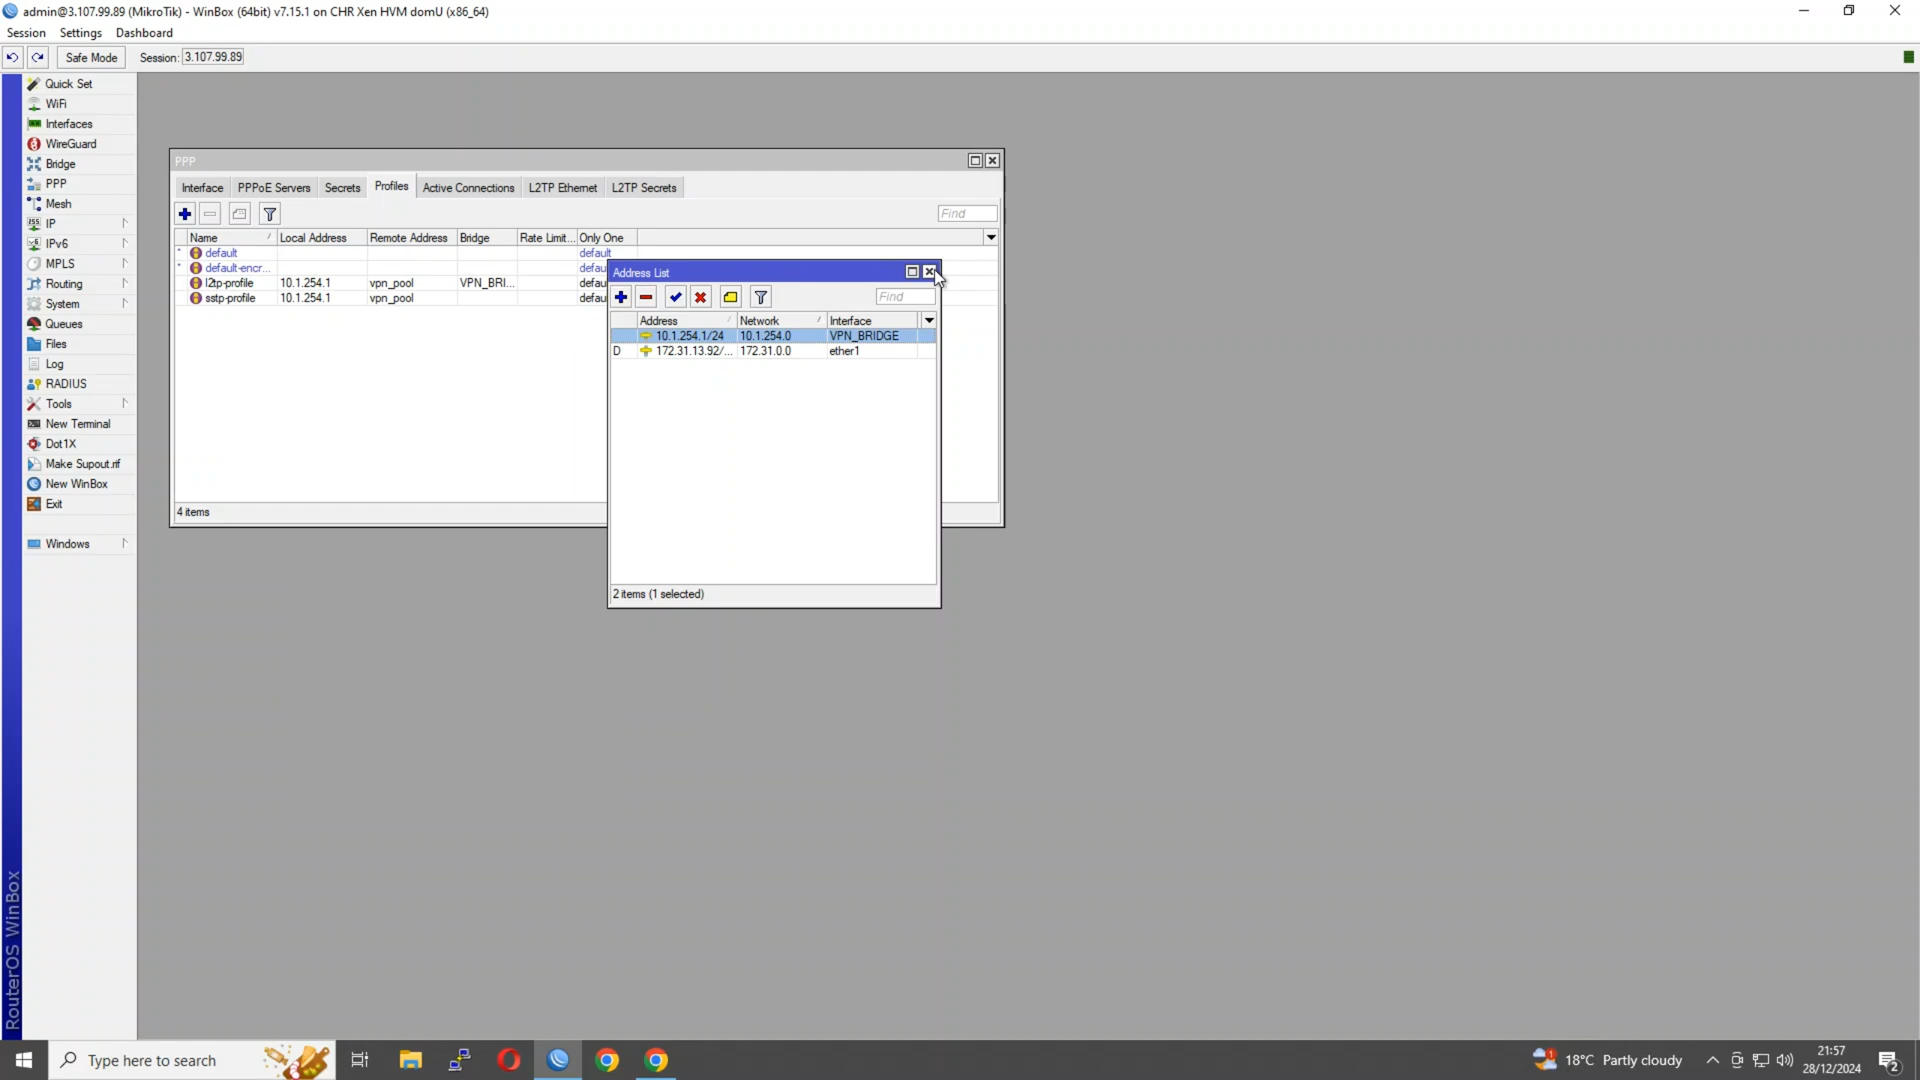 admin@3.107.99.89 (MikroTik) - WinBox (64bit) v7.15.1 on CHR Xen HVM domU (x86_64)
Session Settings Dashboard
Safe Mode Session: 3.107.99.89
Quick Set
WiFi
Interfaces
WireGuard
Bridge
PPP
Mesh
IP
IPv6
MPLS
Routing
System
Queues
Files
Log
RADIUS
Tools
New Terminal
Dot1X
Make Supout.rif
New WinBox
Exit
Windows
RouterOS WinBox
PPP
Interface PPPoE Servers Secrets Profiles Active Connections L2TP Ethernet L2TP Secrets
Find
Name Local Address Remote Address Bridge Rate Limit... Only One
* default default
* default-encr... defau
l2tp-profile 10.1.254.1 vpn_pool VPN_BRI... defau
sstp-profile 10.1.254.1 vpn_pool defau
4 items
Address List
Find
Address Network Interface
10.1.254.1/24 10.1.254.0 VPN_BRIDGE
D 172.31.13.92/... 172.31.0.0 ether1
2 items (1 selected)
Type here to search
18°C Partly cloudy
21:57
28/12/2024
2